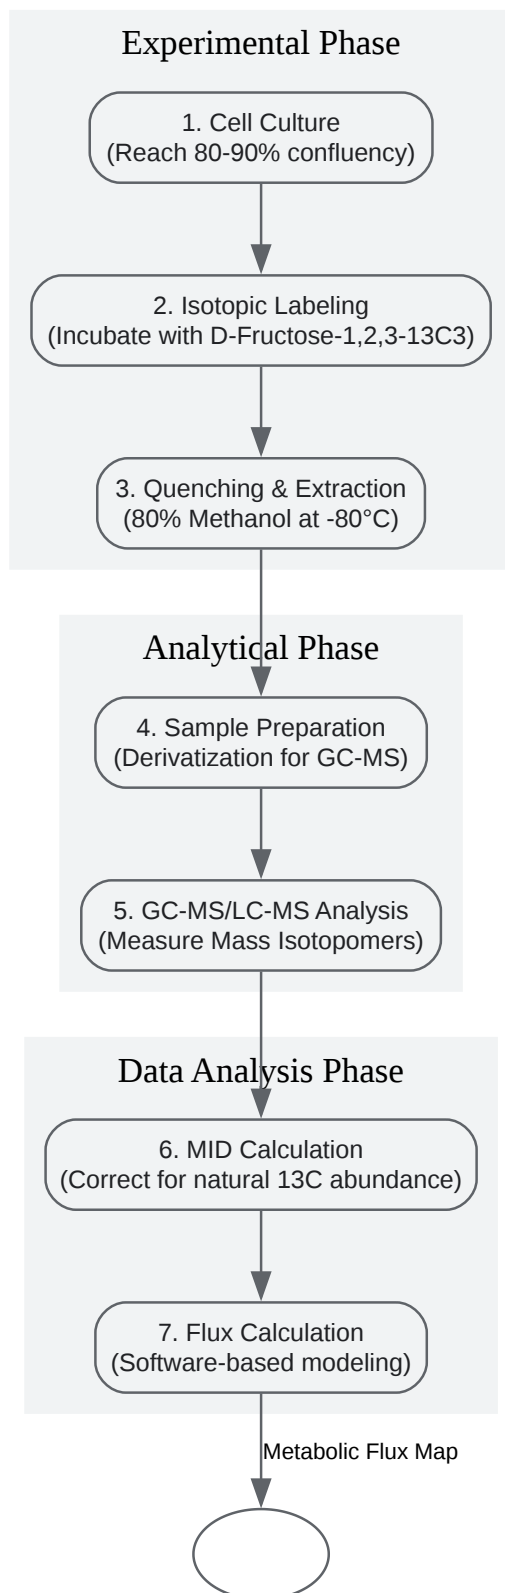 Experimental Phase
1. Cell Culture
(Reach 80-90% confluency)
2. Isotopic Labeling
(Incubate with D-Fructose-1,2,3-13C3)
3. Quenching & Extraction
(80% Methanol at -80°C)
Analytical Phase
4. Sample Preparation
(Derivatization for GC-MS)
5. GC-MS/LC-MS Analysis
(Measure Mass Isotopomers)
Data Analysis Phase
6. MID Calculation
(Correct for natural 13C abundance)
7. Flux Calculation
(Software-based modeling)
Metabolic Flux Map